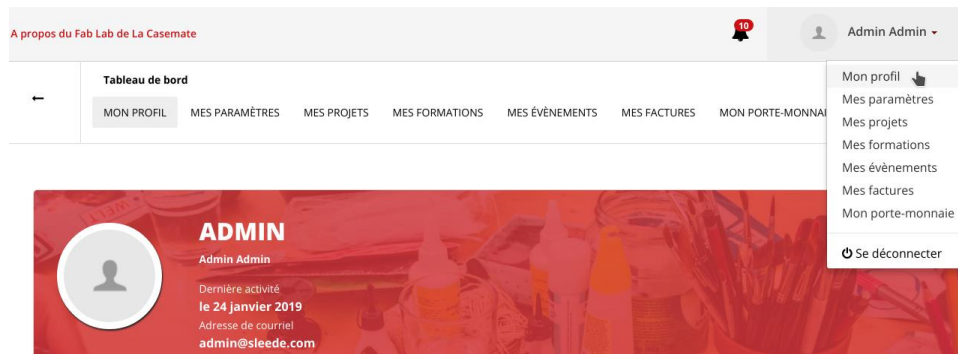 A propos du Fab Lab de La Casemate
10
Admin Admin
Tableau de bord
MON PROFIL MES PARAMÈTRES MES PROJETS MES FORMATIONS MES ÉVÈNEMENTS MES FACTURES MON PORTE-MONNAI
Mon profil
Mes paramètres
Mes projets
Mes formations
Mes évènements
Mes factures
Mon porte-monnaie
Se déconnecter
ADMIN
Admin Admin
Dernière activité
le 24 janvier 2019
Adresse de courriel
admin@sleede.com